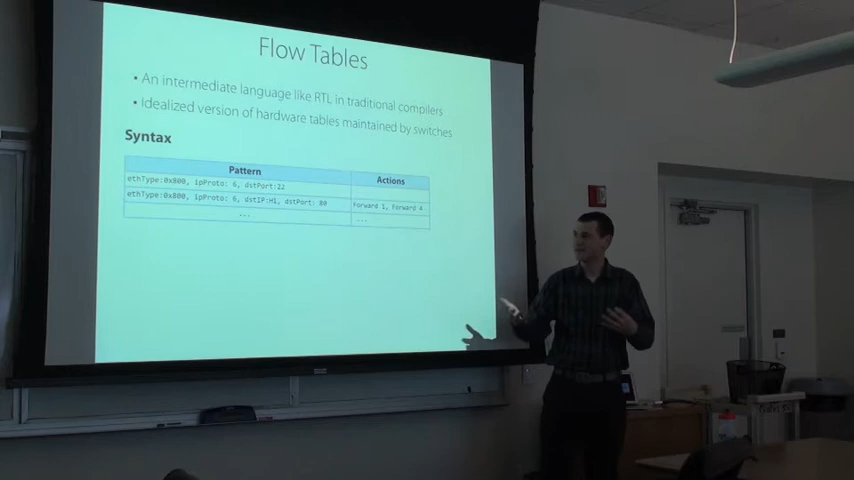 Flow Tables
• An intermediate language like RTL in traditional compilers
• Idealized version of hardware tables maintained by switches
Syntax
Pattern Actions
ethType:0x800, ipProto: 6, dstPort:22
ethType:0x800, ipProto: 6, dstIP:H1, dstPort: 80 Forward 1, Forward 4
... ...